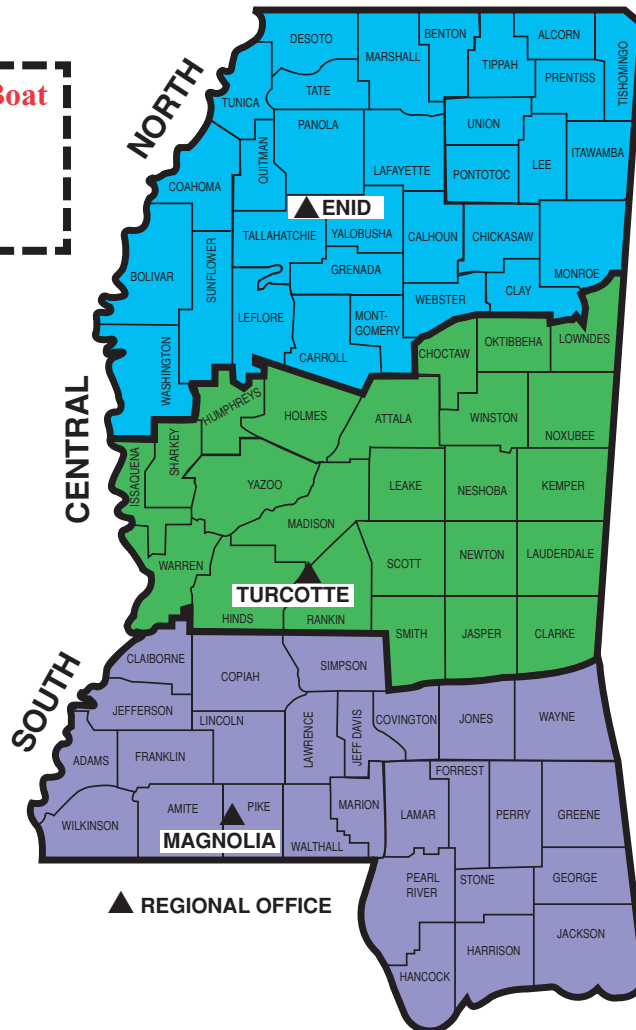 Boat
NORTH
CENTRAL
SOUTH
DESOTO
BENTON
ALCORN
MARSHALL
TIPPAH
TISHOMINGO
TATE
PRENTISS
TUNICA
PANOLA
UNION
QUITMAN
LAFAYETTE
PONTOTOC
LEE
ITAWAMBA
COAHOMA
ENID
TALLAHATCHIE
YALOBUSHA
CALHOUN
CHICKASAW
BOLIVAR
SUNFLOWER
GRENADA
MONROE
CLAY
WEBSTER
LEFLORE
MONT-
GOMERY
WASHINGTON
CARROLL
CHOCTAW
OKTIBBEHA
LOWNDES
HUMPHREYS
HOLMES
ATTALA
WINSTON
NOXUBEE
ISSAQUENA
SHARKEY
YAZOO
LEAKE
NESHOBA
KEMPER
MADISON
WARREN
SCOTT
NEWTON
LAUDERDALE
TURCOTTE
HINDS
RANKIN
SMITH
JASPER
CLARKE
CLAIBORNE
COPIAH
SIMPSON
JEFFERSON
LINCOLN
LAWRENCE
JEFF DAVIS
COVINGTON
JONES
WAYNE
ADAMS
FRANKLIN
FORREST
WILKINSON
AMITE
PIKE
MARION
LAMAR
PERRY
GREENE
MAGNOLIA
WALTHALL
PEARL
RIVER
STONE
GEORGE
REGIONAL OFFICE
JACKSON
HARRISON
HANCOCK